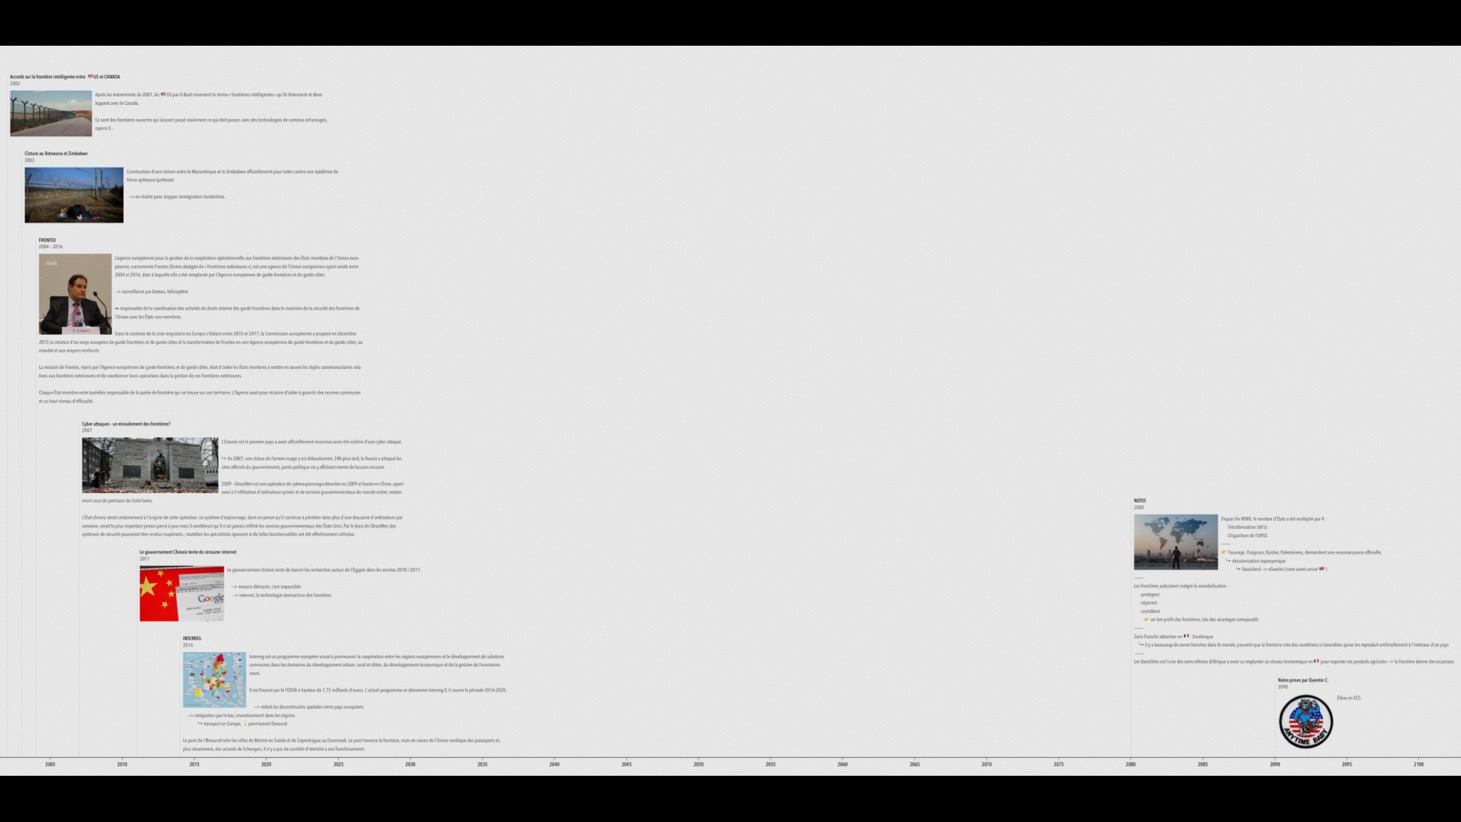 Accords sur la frontière intelligente entre 🇺🇸US et CANADA
2002
Après les évènements de 2001, les 🇺🇸US par G.Bush inventent le terme « frontières intelligentes » qu'ils théorisent et déve-
loppent avec le Canada.
Ce sont des frontières ouvertes qui laissent passé seulement ce qui doit passer, avec des technologies de caméras infrarouges,
rayons X...
Cloture au Botswana et Zimbabwe
2003
Construction d'une cloture entre le Mozambique et le Zimbabwe officiellement pour lutter contre une épidémie de
fièvre aphteuse (prétexte)
--> en réalité pour stopper immigration clandestine.
FRONTEX
2004 - 2016
L'agence européenne pour la gestion de la coopération opérationnelle aux frontières extérieures des États membres de l'Union euro-
péenne, surnommée Frontex (forme abrégée de « Frontières extérieures »), est une agence de l'Union européenne ayant existé entre
2004 et 2016, date à laquelle elle a été remplacée par l'Agence européenne de garde-frontières et de garde-côtes.
--> surveillance par bateau, hélicoptère
➔ responsable de la coordination des activités de droits interne des garde frontières dans le maintien de la sécurité des frontières de
l'Union avec les États non-membres.
Dans le contexte de la crise migratoire en Europe s'étalant entre 2015 et 2017, la Commission européenne a proposé en décembre
2015 la création d'un corps européen de garde-frontières et de garde-côtes et la transformation de Frontex en une Agence européenne de garde-frontières et de garde-côtes, au
mandat et aux moyens renforcés.
La mission de Frontex, repris par l'Agence européenne de garde-frontières et de garde-côtes, était d'aider les États membres à mettre en œuvre les règles communautaires rela-
tives aux frontières extérieures et de coordonner leurs opérations dans la gestion de ces frontières extérieures.
Chaque État membre reste toutefois responsable de la partie de frontière qui se trouve sur son territoire. L'Agence avait pour mission d'aider à garantir des normes communes
et un haut niveau d'efficacité.
Cyber attaques - un écroulement des frontières?
2007
L'Estonie est le premier pays a avoir officiellement reconnue avoir été victime d'une cyber attaque.
↪ En 2007, une statue de l'armée rouge y est déboulonnée, 24h plus tard, la Russie a attaqué les
sites officiels du gouvernement, partis politique en y affichant même de fausses excuses.
2009 - GhostNet est une opération de cyberespionnage dévoilée en 2009 et basée en Chine, ayant
servi à l'infiltration d'ordinateurs privés et de services gouvernementaux du monde entier, notam-
ment ceux de partisans du Dalaï-lama.
L'État chinois serait certainement à l'origine de cette opération. Le système d'espionnage, dont on pense qu'il continue à pénétrer dans plus d'une douzaine d'ordinateurs par
semaine, serait le plus important jamais percé à jour mais il semblerait qu'il n'ait jamais infiltré les services gouvernementaux des États-Unis. Par le biais de GhostNet, des
systèmes de sécurité pouvaient être rendus inopérants ; toutefois les spécialistes ignorent si de telles fonctionnalités ont été effectivement utilisées.
Le gouvernement Chinois tente de censurer internet
2011
Le gouvernement chinois tente de bannir les recherches autour de l'Egypte dans les années 2010 / 2011.
--> censure dérisoire, c'est impossible
--> internet, la technologie destructrice des frontières
Google
INTERREG
2014
Interreg est un programme européen visant à promouvoir la coopération entre les régions européennes et le développement de solutions
communes dans les domaines du développement urbain, rural et côtier, du développement économique et de la gestion de l'environne-
ment.
Il est financé par le FEDER à hauteur de 7,75 milliards d'euros. L'actuel programme se dénomme Interreg V, il couvre la période 2014-2020.
--> réduit les discontinuités spatiales entre pays européens
--> intégration par le bas, investissement dans les régions
↪ transport en Europe, pont tunnel Oresund
Le pont de l'Øresund relie les villes de Malmö en Suède et de Copenhague au Danemark. Le pont traverse la frontière, mais en raison de l'Union nordique des passeports et,
plus récemment, des accords de Schengen, il n'y a pas de contrôle d'identité à son franchissement.
NOTES
2080
Depuis fin WWII, le nombre d'États a été multiplié par 4 :
- Décolonisation (60's)
- Disparition de l'URSS
------
👉 Touaregs, Ouigours, Kurdes, Palestiniens, demandent une reconnaissance officielle.
↪ décolonisation toponymique
↪ Swaziland --> eSwatini (nom avant arrivé 🇬🇧 )
------
Les frontières subsistent malgré la mondialisation :
- protègent
- séparent
- contrôlent
👉 on tire profit des frontières, lois des avantages comparatifs
------
Zone franche attractive en 🇫🇷 : Dunkerque
↪ il y a beaucoup de zones franches dans le monde, prouvant que la frontière crée des conditions si favorables qu'on les reproduit artificiellement à l'intérieur d'un pays
------
Les Bamilékés est l'une des rares ethnies d'Afrique a avoir su implanter un réseau économique en 🇫🇷 pour exporter ses produits agricoles --> la frontière donne des occasions.
Notes prises par Quentin C.
2090
Élève en ECS
ANYTIME BABY
2005 2010 2015 2020 2025 2030 2035 2040 2045 2050 2055 2060 2065 2070 2075 2080 2085 2090 2095 2100